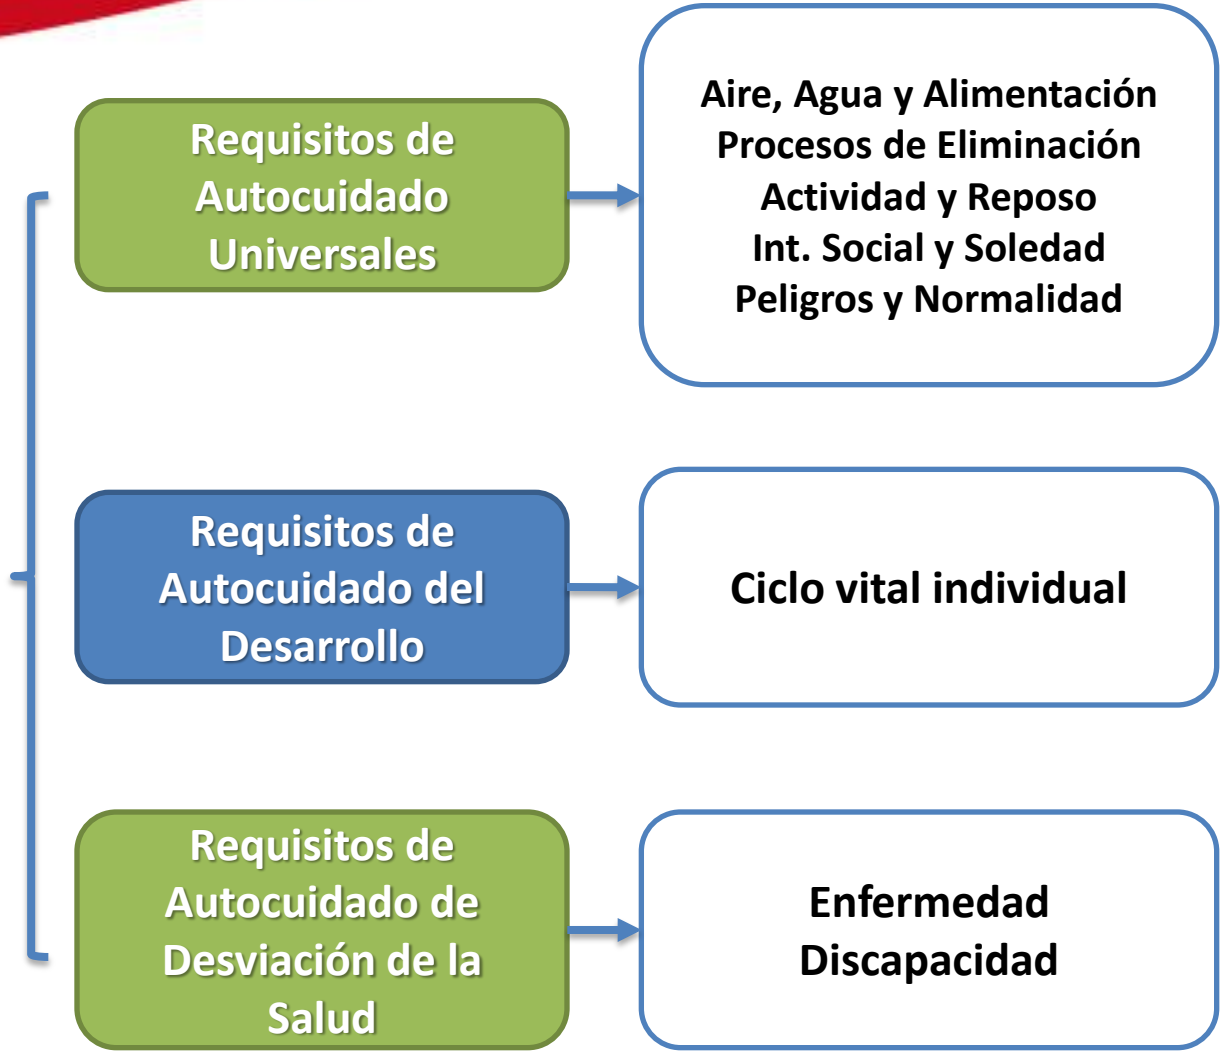 Requisitos de
Autocuidado
Universales
Aire, Agua y Alimentación
Procesos de Eliminación
Actividad y Reposo
Int. Social y Soledad
Peligros y Normalidad
Requisitos de
Autocuidado del
Desarrollo
Ciclo vital individual
Requisitos de
Autocuidado de
Desviación de la
Salud
Enfermedad
Discapacidad